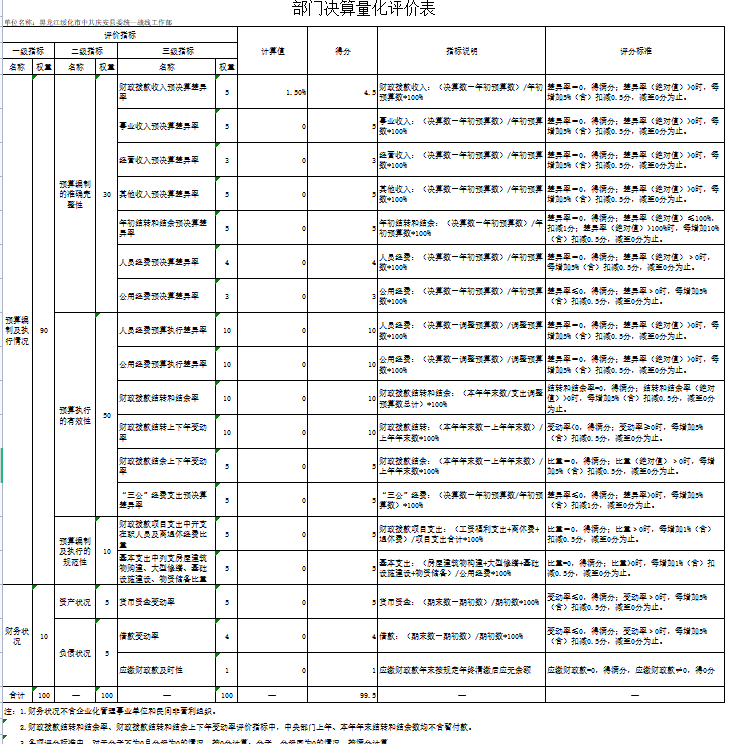 部门决算量化评价表
单位名称：黑龙江绥化市中共庆安县委统一战线工作部
评价指标 计算值 得分 指标说明 评分标准
一级指标 二级指标 三级指标
名称 权重 名称 权重 名称 权重
预算编制及执行情况 90 预算编制的准确完整性 30
财政拨款收入预决算差异率 5 1.50% 4.5 财政拨款收入：（决算数－年初预算数）/年初预算数*100% 差异率＝0，得满分；差异率（绝对值）>0时，每增加5%（含）扣减0.5分，减至0分为止。
事业收入预决算差异率 5 0 5 事业收入：（决算数－年初预算数）/年初预算数*100% 差异率＝0，得满分；差异率（绝对值）>0时，每增加5%（含）扣减0.5分，减至0分为止。
经营收入预决算差异率 3 0 3 经营收入：（决算数－年初预算数）/年初预算数*100% 差异率＝0，得满分；差异率（绝对值）>0时，每增加5%（含）扣减0.5分，减至0分为止。
其他收入预决算差异率 5 0 5 其他收入：（决算数－年初预算数）/年初预算数*100% 差异率＝0，得满分；差异率（绝对值）>0时，每增加5%（含）扣减0.5分，减至0分为止。
年初结转和结余预决算差异率 5 0 5 年初结转和结余：（决算数－年初预算数）/年初预算数*100% 差异率＝0，得满分；差异率（绝对值）≤100%，扣减1分；差异率（绝对值）>100%时，每增加10%（含）扣减0.5分，减至0分为止。
人员经费预决算差异率 4 0 4 人员经费：（决算数－年初预算数）/年初预算数*100% 差异率＝0，得满分；差异率（绝对值）＞0时，每增加5%（含）扣减0.5分，减至0分为止。
公用经费预决算差异率 3 0 3 公用经费：（决算数－年初预算数）/年初预算数*100% 差异率≤0，得满分；差异率＞0时，每增加5%（含）扣减0.5分，减至0分为止。
预算执行的有效性 50
人员经费预算执行差异率 10 0 10 人员经费：（决算数－调整预算数）/调整预算数*100% 差异率＝0，得满分；差异率（绝对值）>0时，每增加5%（含）扣减0.5分，减至0分为止。
公用经费预算执行差异率 10 0 10 公用经费：（决算数－调整预算数）/调整预算数*100% 差异率＝0，得满分；差异率（绝对值）>0时，每增加5%（含）扣减0.5分，减至0分为止。
财政拨款结转和结余率 10 0 10 财政拨款结转和结余：（本年年末数/支出调整预算数总计）*100% 结转和结余率=0，得满分；结转和结余率（绝对值）>0时，每增加5%（含）扣减0.5分，减至0分为止。
财政拨款结转上下年变动率 10 0 10 财政拨款结转：（本年年末数－上年年末数）/上年年末数*100% 变动率<0，得满分；变动率≥0时，每增加5%（含）扣减0.5分，减至0分为止。
财政拨款结余上下年变动率 5 0 5 财政拨款结余：（本年年末数－上年年末数）/上年年末数*100% 比重＝0，得满分；比重（绝对值）＞0时，每增加5%（含）扣减0.5分，减至0分为止。
“三公”经费支出预决算差异率 5 0 5 “三公”经费：（决算数－年初预算数/年初预算数）*100% 差异率≤0，得满分；差异率>0时，每增加5%（含）扣减1分，减至0分为止。
预算编制及执行的规范性 10
财政拨款项目支出中开支在职人员及离退休经费比重 5 0 5 财政拨款项目支出：（工资福利支出+离休费+退休费）/项目支出合计*100% 比重＝0，得满分；比重＞0时，每增加1%（含）扣减0.5分，减至0分为止。
基本支出中列支房屋建筑物购建、大型修缮、基础设施建设、物资储备比重 5 0 5 基本支出：（房屋建筑物购建+大型修缮+基础设施建设+物资储备）/公用经费*100% 比重=0，得满分；比重>0时，每增加1%（含）扣减0.5分，减至0分为止。
财务状况 10 资产状况 5 货币资金变动率 5 0 5 货币资金：（期末数－期初数）/期初数*100% 变动率≤0，得满分；变动率＞0时，每增加5%（含）扣减0.5分，减至0分为止。
负债状况 5 借款变动率 4 0 4 借款：（期末数－期初数）/期初数*100% 变动率≤0，得满分；变动率＞0时，每增加5%（含）扣减0.5分，减至0分为止。
应缴财政款及时性 1 0 1 应缴财政款年末按规定年终清缴后应无余额 应缴财政款=0，得满分，应缴财政款≠0，得0分
合计 100 — 100 — 100 — 99.5 — —
注：1.财务状况不含企业化管理事业单位和民间非营利组织。
2.财政拨款结转和结余率、财政拨款结转和结余上下年变动率评价指标中，中央部门上年、本年年末结转和结余数均不含暂付款。